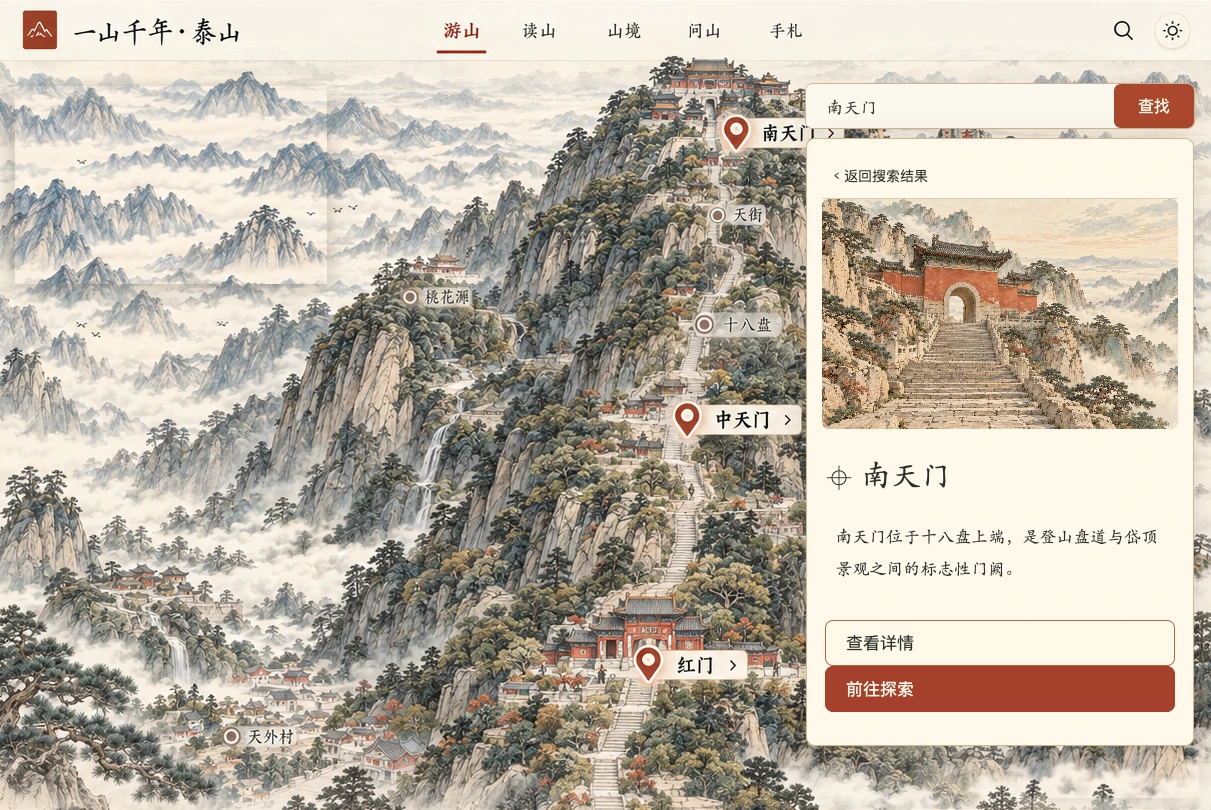 一山千年·泰山
游山
读山
山境
问山
手札
南天门
查找
南天门
天街
桃花源
十八盘
中天门
红门
天外村
返回搜索结果
南天门
南天门位于十八盘上端，是登山盘道与岱顶
景观之间的标志性门阙。
查看详情
前往探索